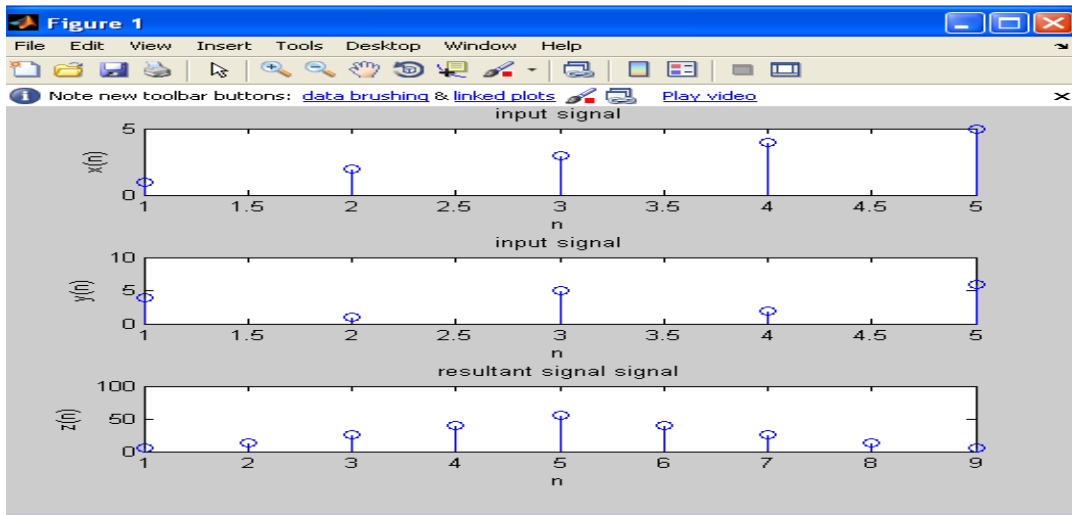 Figure 1
File Edit View Insert Tools Desktop Window Help
Note new toolbar buttons: data brushing & linked plots Play video
input signal
x(n)
5
0
1 1.5 2 2.5 3 3.5 4 4.5 5
n
input signal
y(n)
10
5
0
1 1.5 2 2.5 3 3.5 4 4.5 5
n
resultant signal signal
z(n)
100
50
0
1 2 3 4 5 6 7 8 9
n